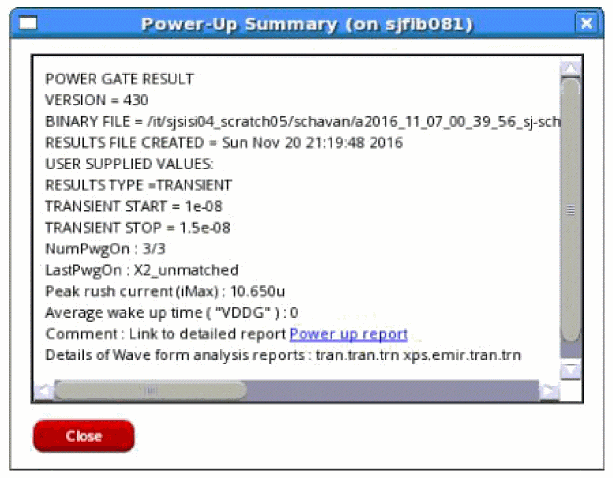 Power-Up Summary (on sjfib081)
POWER GATE RESULT
VERSION = 430
BINARY FILE = /it/sjsisi04_scratch05/schavan/a2016_11_07_00_39_56_sj-sch
RESULTS FILE CREATED = Sun Nov 20 21:19:48 2016
USER SUPPLIED VALUES:
RESULTS TYPE =TRANSIENT
TRANSIENT START = 1e-08
TRANSIENT STOP = 1.5e-08
NumPwgOn : 3/3
LastPwgOn : X2_unmatched
Peak rush current (iMax) : 10.650u
Average wake up time ( "VDDG" ) : 0
Comment : Link to detailed report Power up report
Details of Wave form analysis reports : tran.tran.trn xps.emir.tran.trn
Close